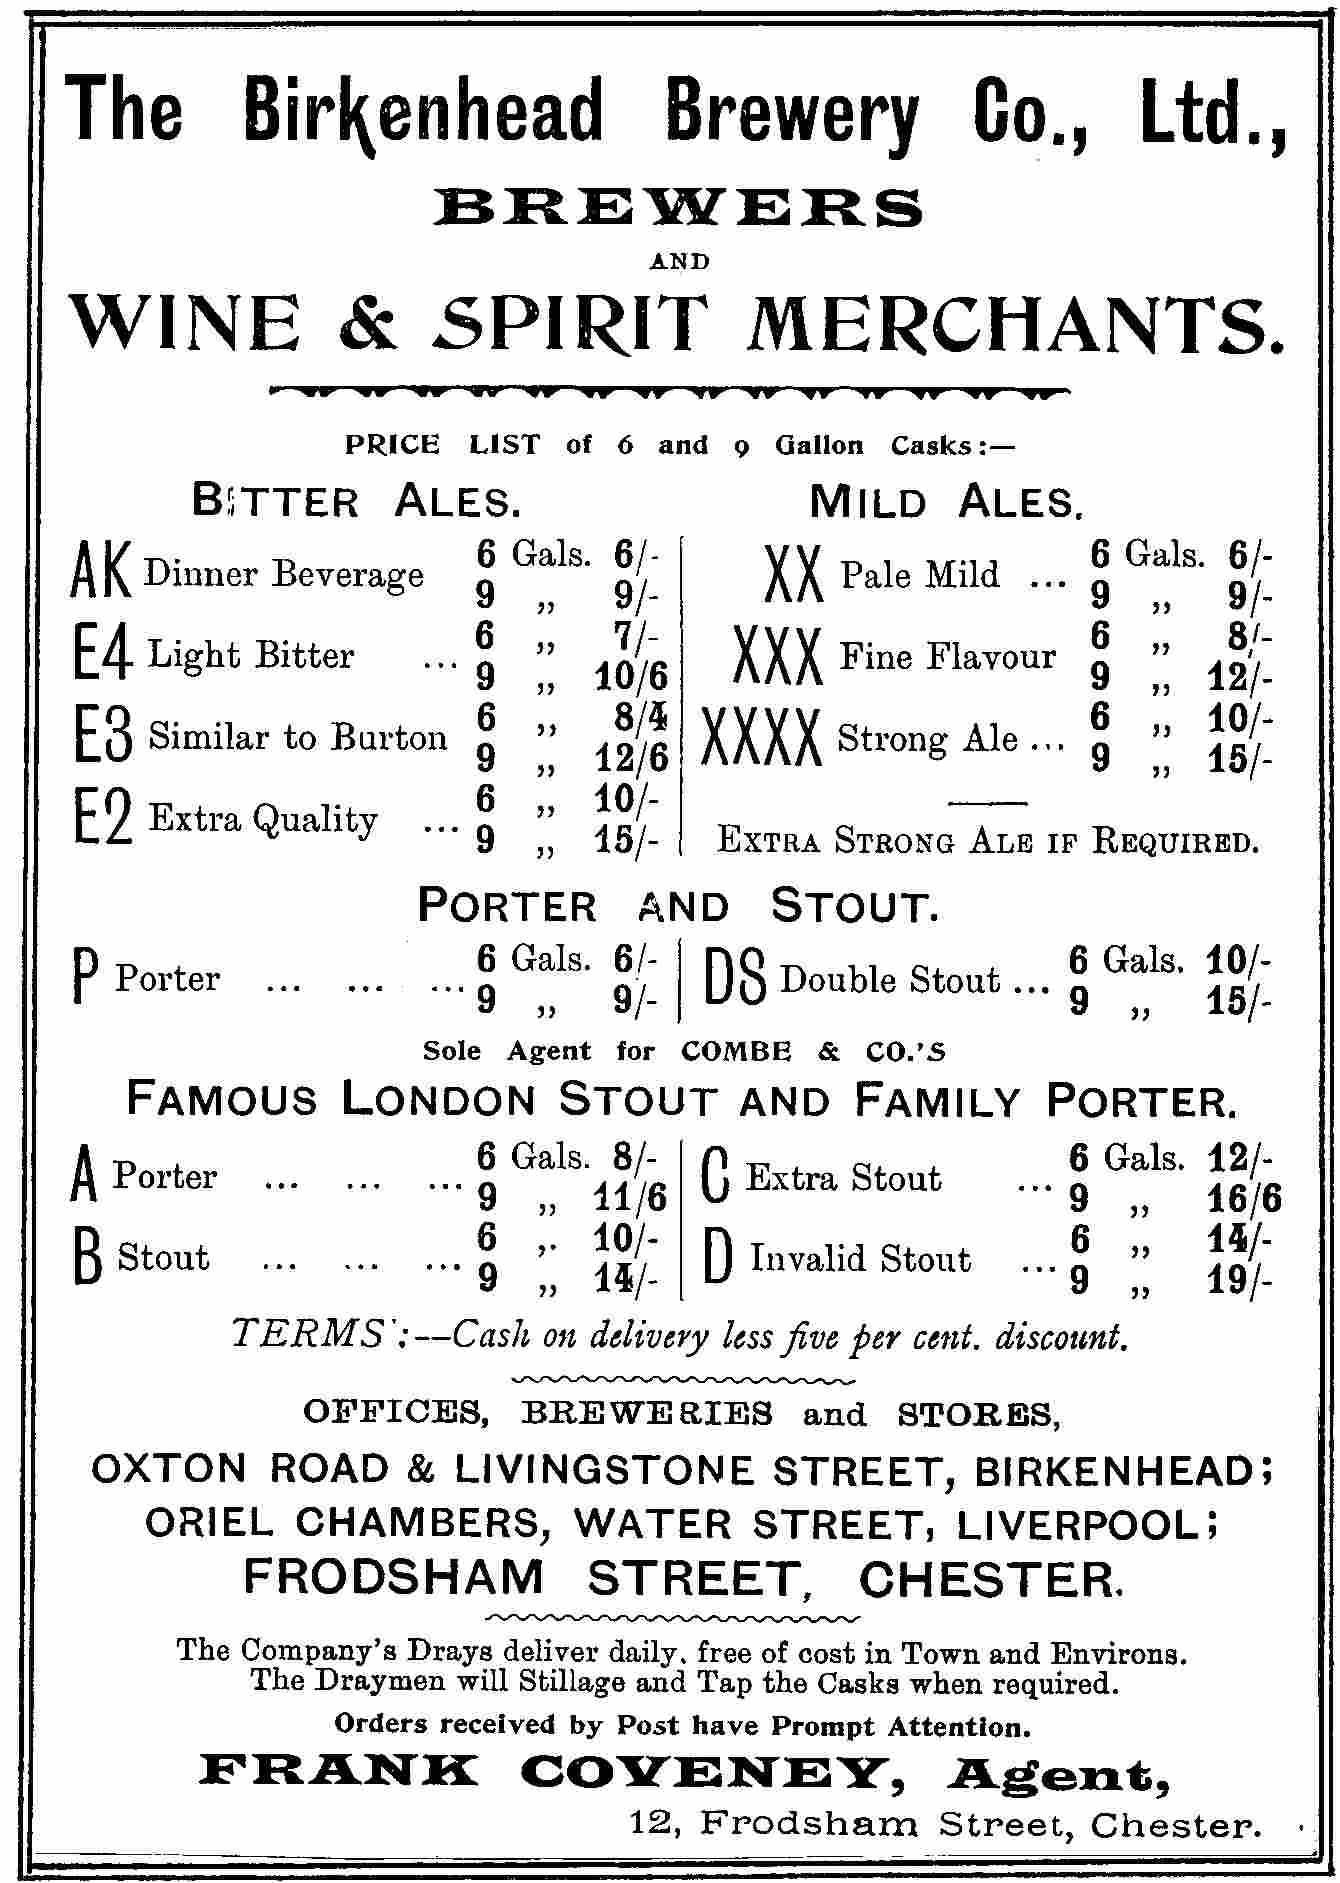 The Birkenhead Brewery Co., Ltd.,
BREWERS
AND
WINE & SPIRIT MERCHANTS.
PRICE LIST of 6 and 9 Gallon Casks:—
BITTER ALES.
AK Dinner Beverage 6 Gals. 6/-
9 „ 9/-
E4 Light Bitter ... 6 „ 7/-
9 „ 10/6
E3 Similar to Burton 6 „ 8/4
9 „ 12/6
E2 Extra Quality ... 6 „ 10/-
9 „ 15/-
MILD ALES.
XX Pale Mild ... 6 Gals. 6/-
9 „ 9/-
XXX Fine Flavour 6 „ 8/-
9 „ 12/-
XXXX Strong Ale ... 6 „ 10/-
9 „ 15/-
EXTRA STRONG ALE IF REQUIRED.
PORTER AND STOUT.
P Porter ... ... ... 6 Gals. 6/-
9 „ 9/-
DS Double Stout ... 6 Gals. 10/-
9 „ 15/-
Sole Agent for COMBE & CO.'S
FAMOUS LONDON STOUT AND FAMILY PORTER.
A Porter ... ... ... 6 Gals. 8/-
9 „ 11/6
B Stout ... ... ... 6 „ 10/-
9 „ 14/-
C Extra Stout ... 6 Gals. 12/-
9 „ 16/6
D Invalid Stout ... 6 „ 14/-
9 „ 19/-
TERMS:—Cash on delivery less five per cent. discount.
OFFICES, BREWERIES and STORES,
OXTON ROAD & LIVINGSTONE STREET, BIRKENHEAD;
ORIEL CHAMBERS, WATER STREET, LIVERPOOL;
FRODSHAM STREET, CHESTER.
The Company's Drays deliver daily, free of cost in Town and Environs.
The Draymen will Stillage and Tap the Casks when required.
Orders received by Post have Prompt Attention.
FRANK COVENEY, Agent,
12, Frodsham Street, Chester.